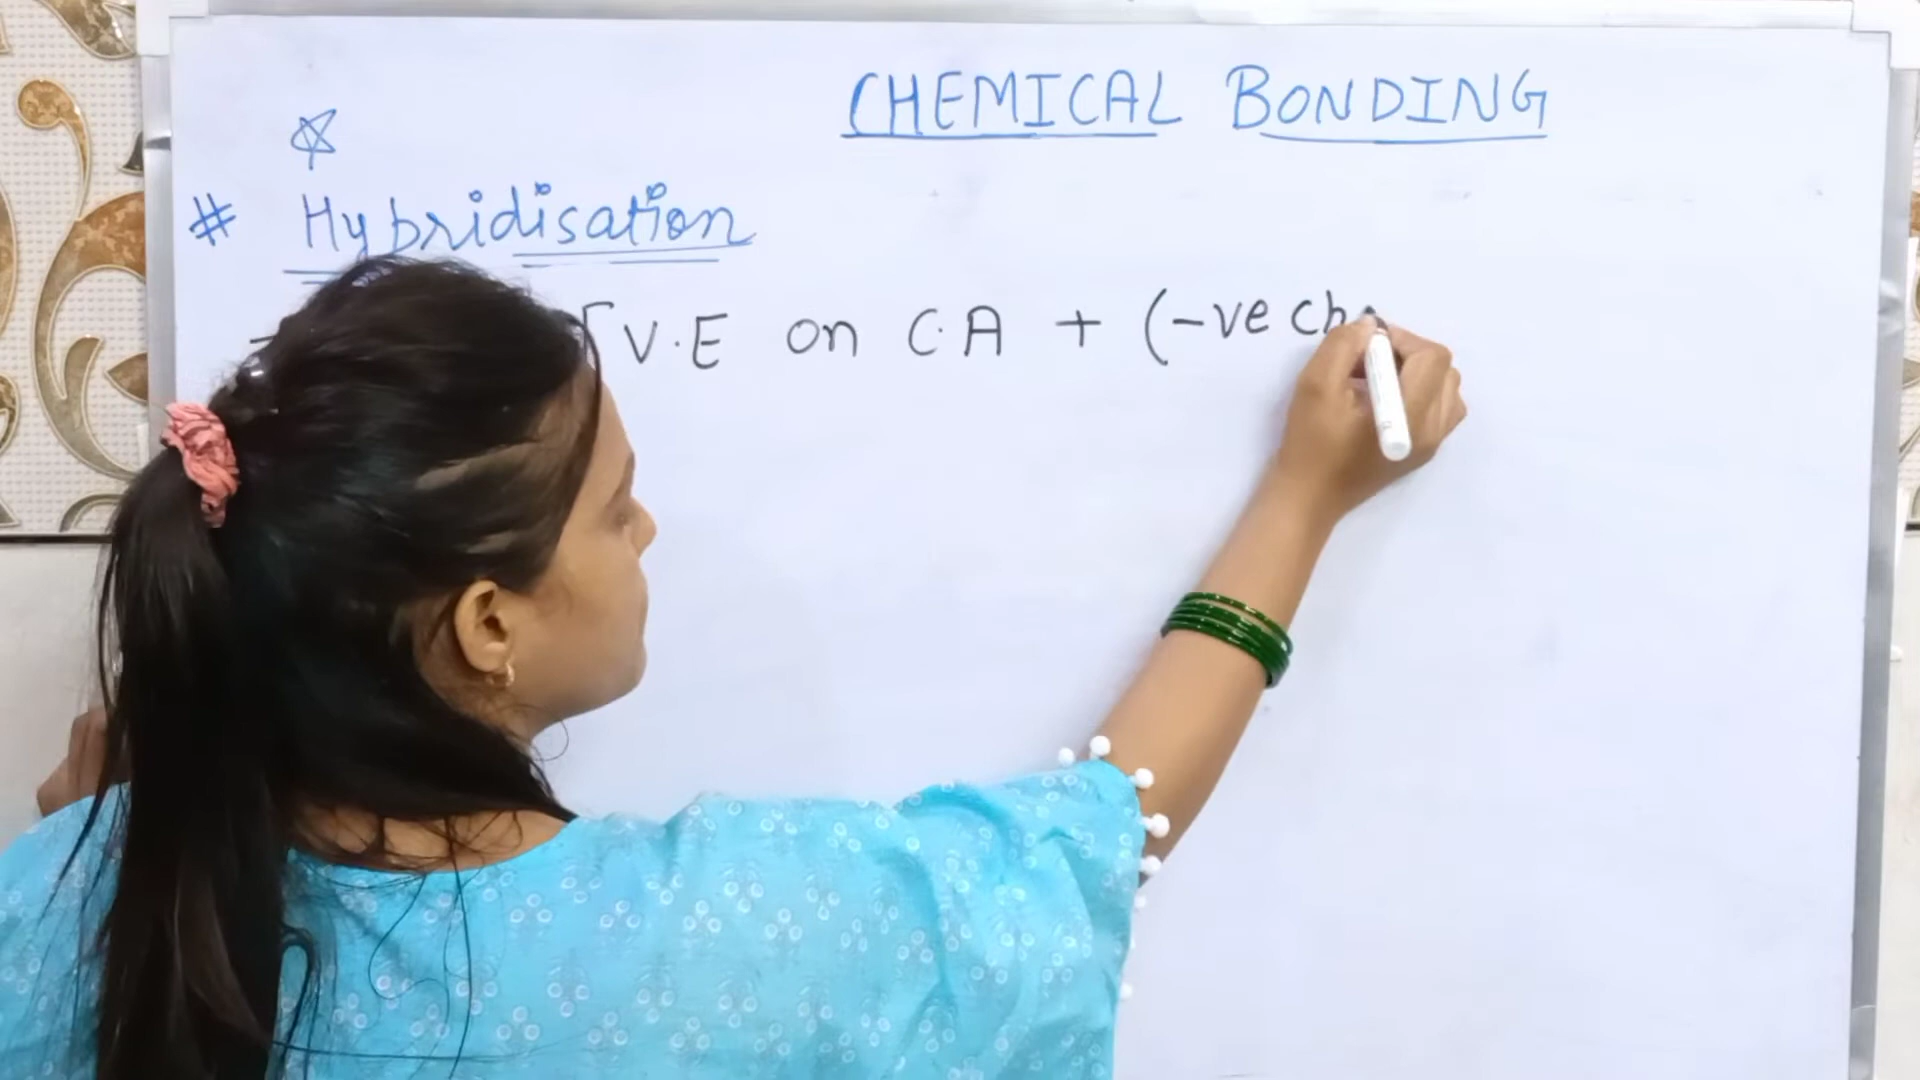 CHEMICAL BONDING
# Hybridisation
[V.E on C.A + (-ve ch